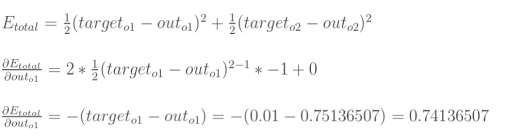 $E_{total} = \frac{1}{2}(target_{o1} - out_{o1})^2 + \frac{1}{2}(target_{o2} - out_{o2})^2$
$\frac{\partial E_{total}}{\partial out_{o1}} = 2 * \frac{1}{2}(target_{o1} - out_{o1})^{2-1} * -1 + 0$
$\frac{\partial E_{total}}{\partial out_{o1}} = -(target_{o1} - out_{o1}) = -(0.01 - 0.75136507) = 0.74136507$